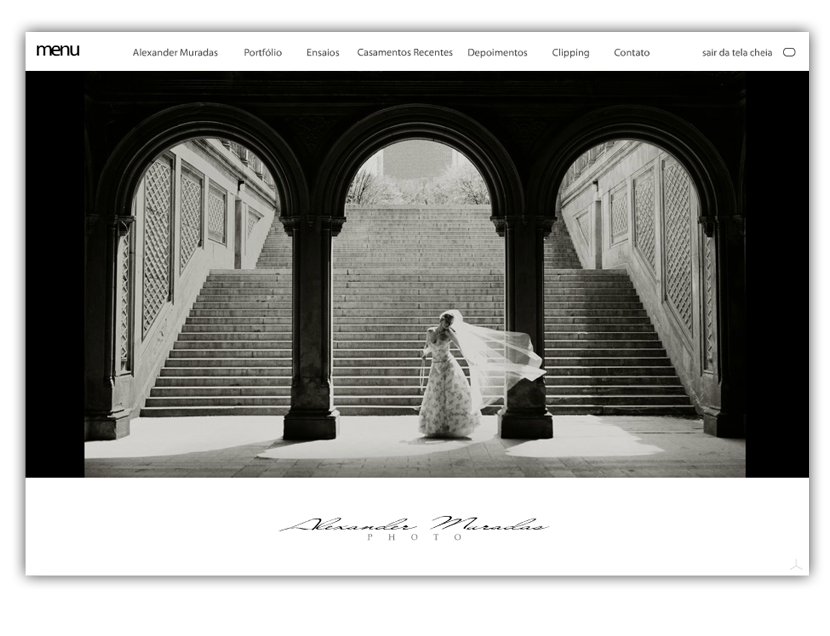 menu Alexander Muradas Portfólio Ensaios Casamentos Recentes Depoimentos Clipping Contato sair da tela cheia
Alexander Muradas
PHOTO